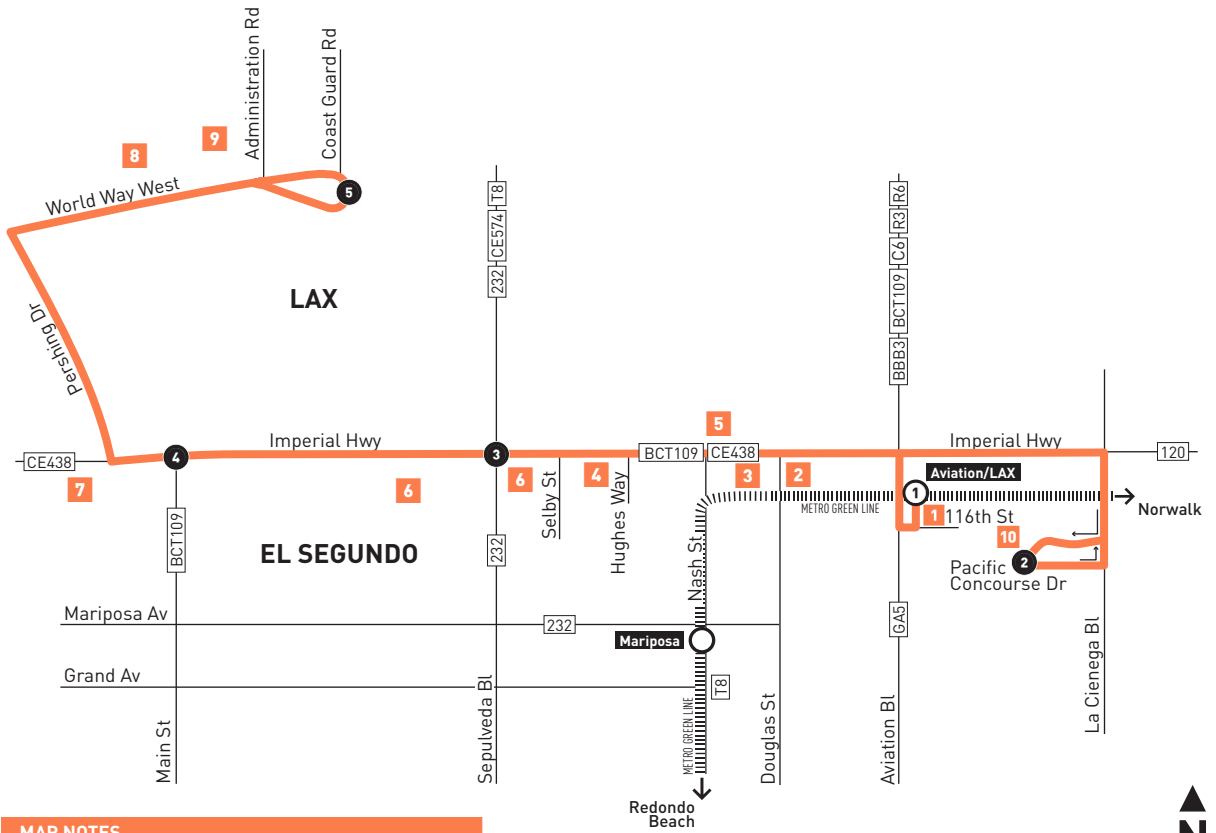 Administration Rd
Coast Guard Rd
9
8
World Way West
5
T8
CE574
232
R6
R3
C6
BCT109
BBB3
LAX
Pershing Dr
5
CE438
4
Imperial Hwy
3
BCT109
CE438
Imperial Hwy
120
7
6
6
Selby St
4
Hughes Way
3
2
METRO GREEN LINE
Aviation/LAX
1
1
116th St
Norwalk
10
2
Pacific
Concourse Dr
BCT109
EL SEGUNDO
232
Nash St
Mariposa Av
232
Mariposa
GA5
Grand Av
T8
METRO GREEN LINE
Main St
Sepulveda Bl
Douglas St
Aviation Bl
La Cienega Bl
Redondo
Beach
MAP NOTES
N